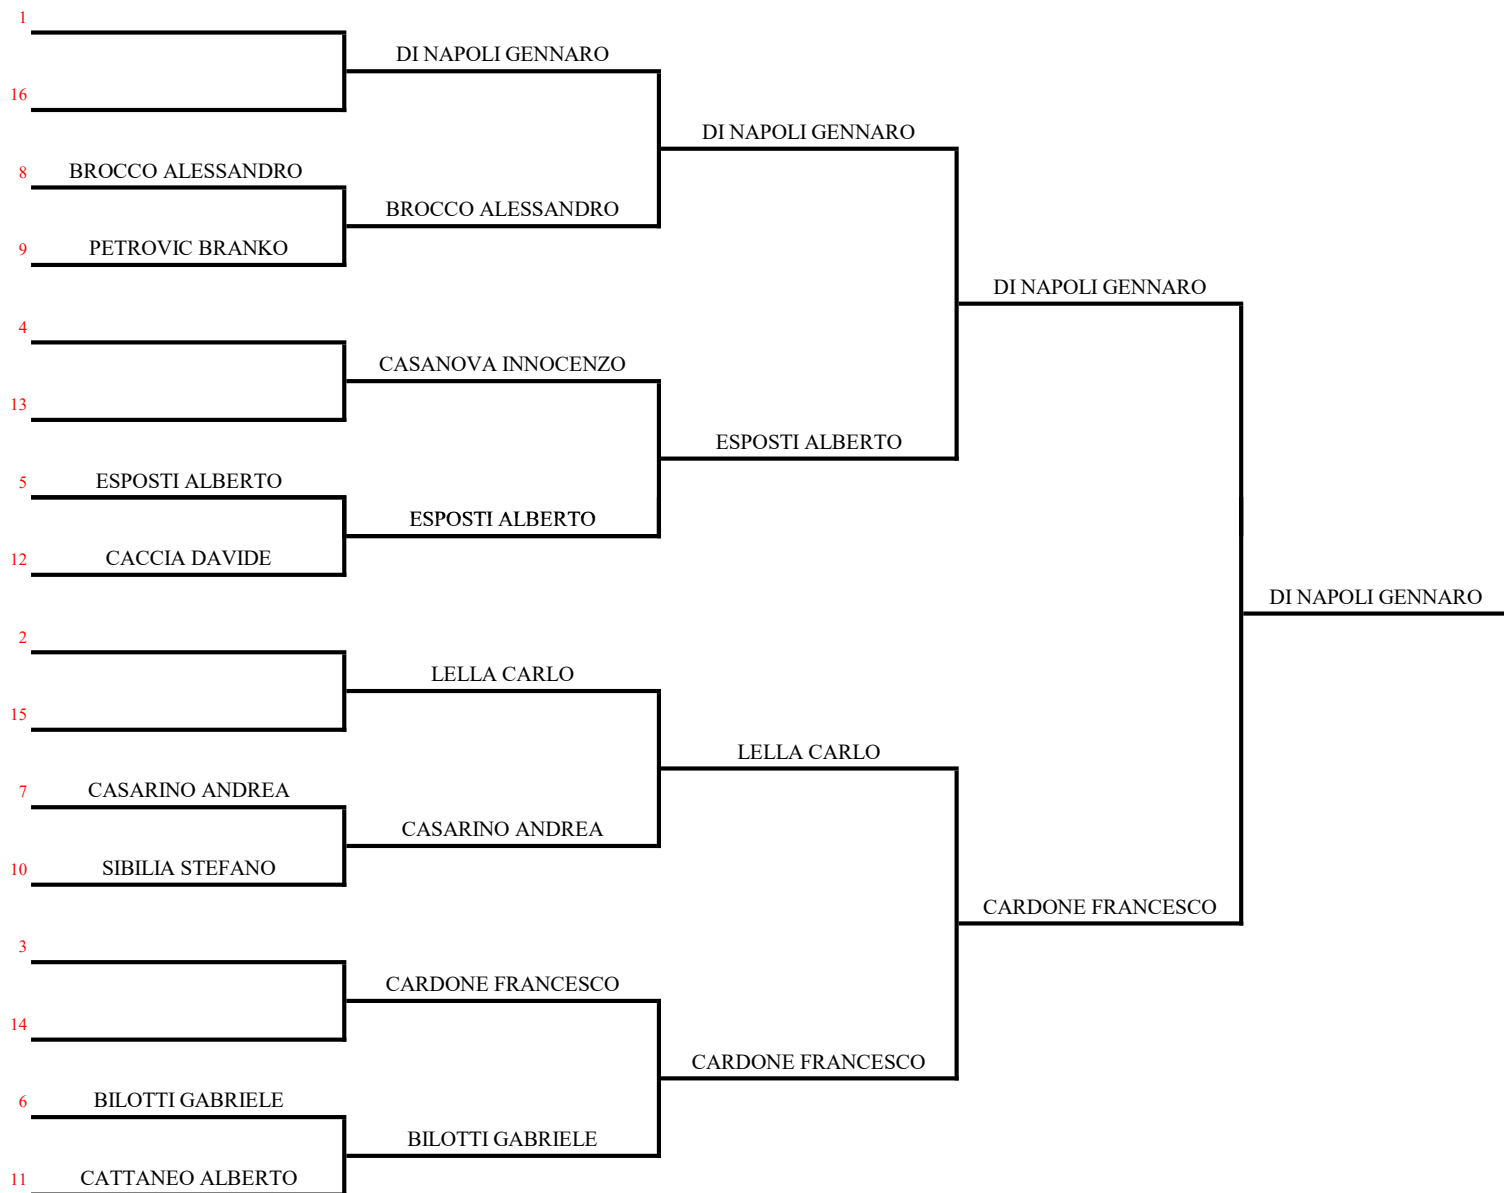 1
DI NAPOLI GENNARO
16
DI NAPOLI GENNARO
8 BROCCO ALESSANDRO
BROCCO ALESSANDRO
9 PETROVIC BRANKO
DI NAPOLI GENNARO
4
CASANOVA INNOCENZO
13
ESPOSTI ALBERTO
5 ESPOSTI ALBERTO
ESPOSTI ALBERTO
12 CACCIA DAVIDE
DI NAPOLI GENNARO
2
LELLA CARLO
15
LELLA CARLO
7 CASARINO ANDREA
CASARINO ANDREA
10 SIBILIA STEFANO
CARDONE FRANCESCO
3
CARDONE FRANCESCO
14
CARDONE FRANCESCO
6 BILOTTI GABRIELE
BILOTTI GABRIELE
11 CATTANEO ALBERTO